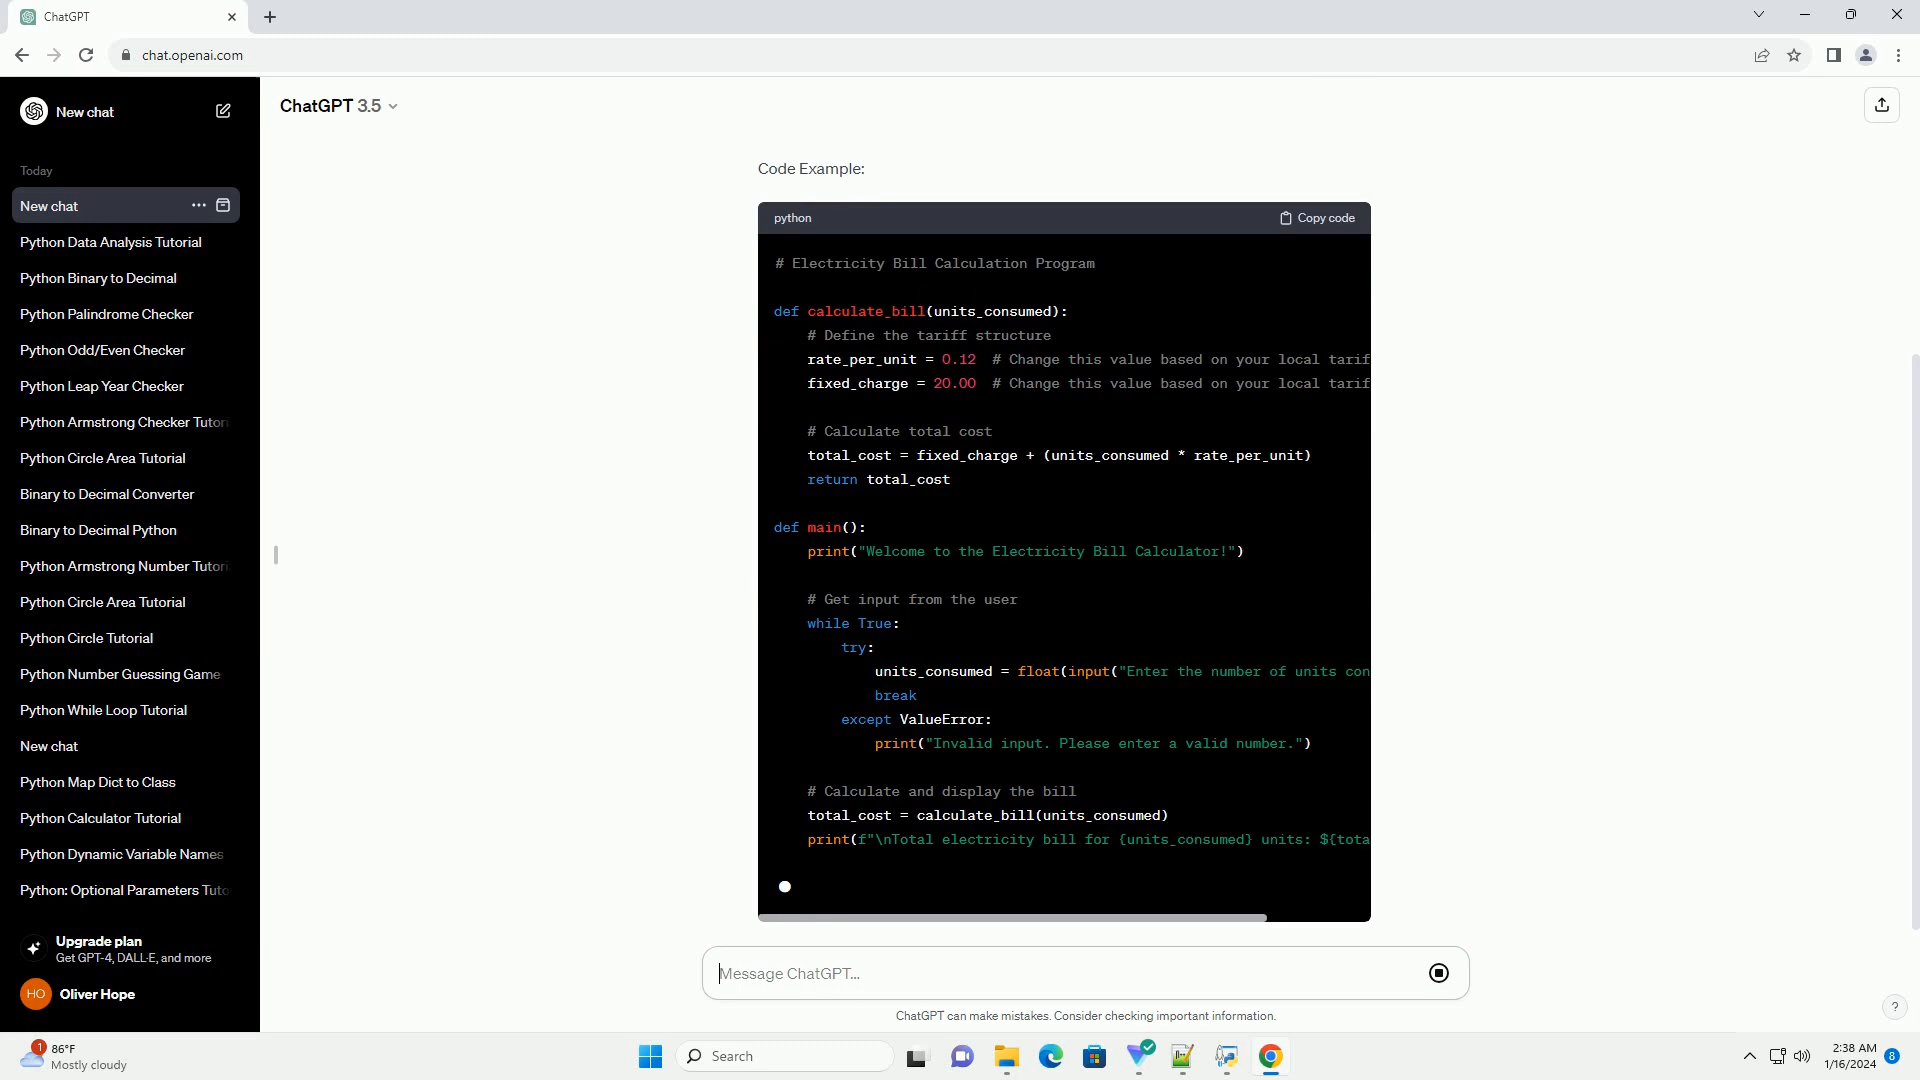 ChatGPT
chat.openai.com
New chat
ChatGPT 3.5
Today
New chat
Python Data Analysis Tutorial
Python Binary to Decimal
Python Palindrome Checker
Python Odd/Even Checker
Python Leap Year Checker
Python Armstrong Checker Tutori
Python Circle Area Tutorial
Binary to Decimal Converter
Binary to Decimal Python
Python Armstrong Number Tutori
Python Circle Area Tutorial
Python Circle Tutorial
Python Number Guessing Game
Python While Loop Tutorial
New chat
Python Map Dict to Class
Python Calculator Tutorial
Python Dynamic Variable Names
Python: Optional Parameters Tuto
Upgrade plan
Get GPT-4, DALL·E, and more
HO Oliver Hope
Code Example:
python Copy code
# Electricity Bill Calculation Program
def calculate_bill(units_consumed):
# Define the tariff structure
rate_per_unit = 0.12 # Change this value based on your local tarif
fixed_charge = 20.00 # Change this value based on your local tarif
# Calculate total cost
total_cost = fixed_charge + (units_consumed * rate_per_unit)
return total_cost
def main():
print("Welcome to the Electricity Bill Calculator!")
# Get input from the user
while True:
try:
units_consumed = float(input("Enter the number of units con
break
except ValueError:
print("Invalid input. Please enter a valid number.")
# Calculate and display the bill
total_cost = calculate_bill(units_consumed)
print(f"\nTotal electricity bill for {units_consumed} units: ${tota
Message ChatGPT...
ChatGPT can make mistakes. Consider checking important information.
?
1
86°F
Mostly cloudy
Search
2:38 AM
1/16/2024
8